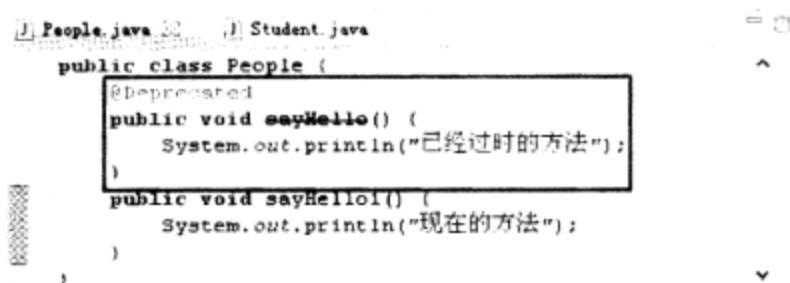 People.java Student.java
public class People {
@Deprecated
public void sayHello() {
System.out.println("已经过时的方法");
}
public void sayHello1() {
System.out.println("现在的方法");
}
}